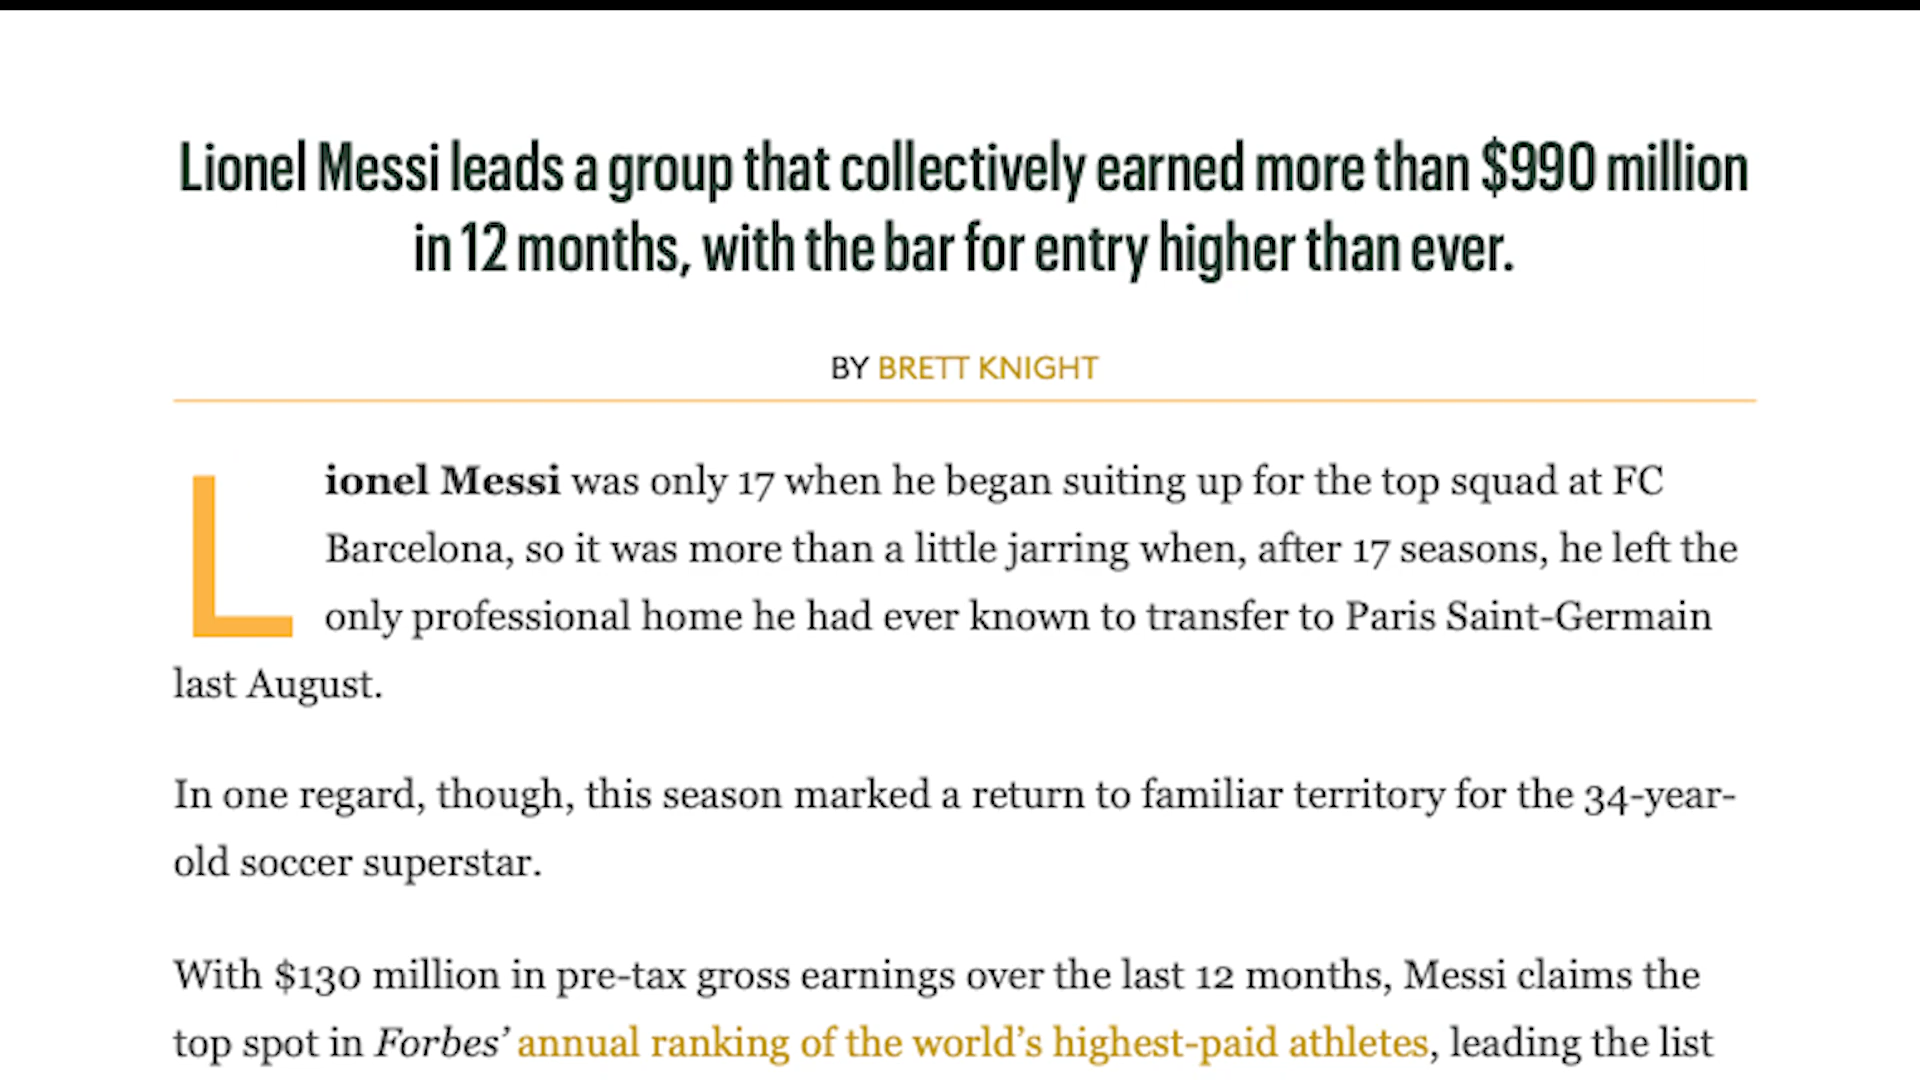 Lionel Messi leads a group that collectively earned more than $990 million
in 12 months, with the bar for entry higher than ever.
BY BRETT KNIGHT
Lionel Messi was only 17 when he began suiting up for the top squad at FC
Barcelona, so it was more than a little jarring when, after 17 seasons, he left the
only professional home he had ever known to transfer to Paris Saint-Germain
last August.
In one regard, though, this season marked a return to familiar territory for the 34-year-
old soccer superstar.
With $130 million in pre-tax gross earnings over the last 12 months, Messi claims the
top spot in Forbes’ annual ranking of the world’s highest-paid athletes, leading the list